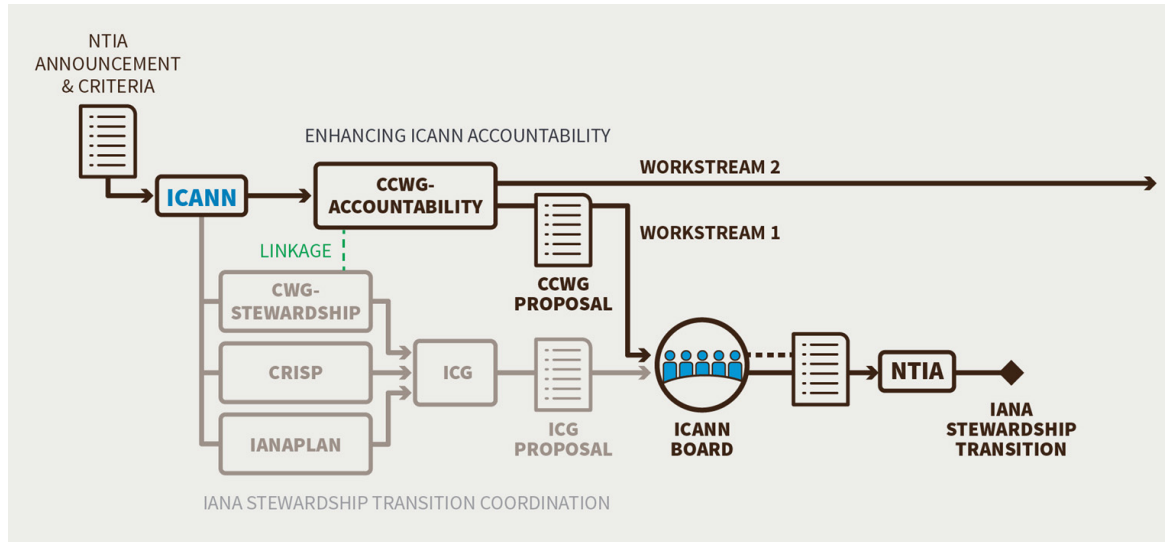 NTIA
ANNOUNCEMENT
& CRITERIA
ENHANCING ICANN ACCOUNTABILITY
ICANN
CCWG-
ACCOUNTABILITY
WORKSTREAM 2
WORKSTREAM 1
LINKAGE
CCWG
PROPOSAL
CWG-
STEWARDSHIP
CRISP
IANAPLAN
ICG
ICG
PROPOSAL
ICANN
BOARD
NTIA
IANA
STEWARDSHIP
TRANSITION
IANA STEWARDSHIP TRANSITION COORDINATION